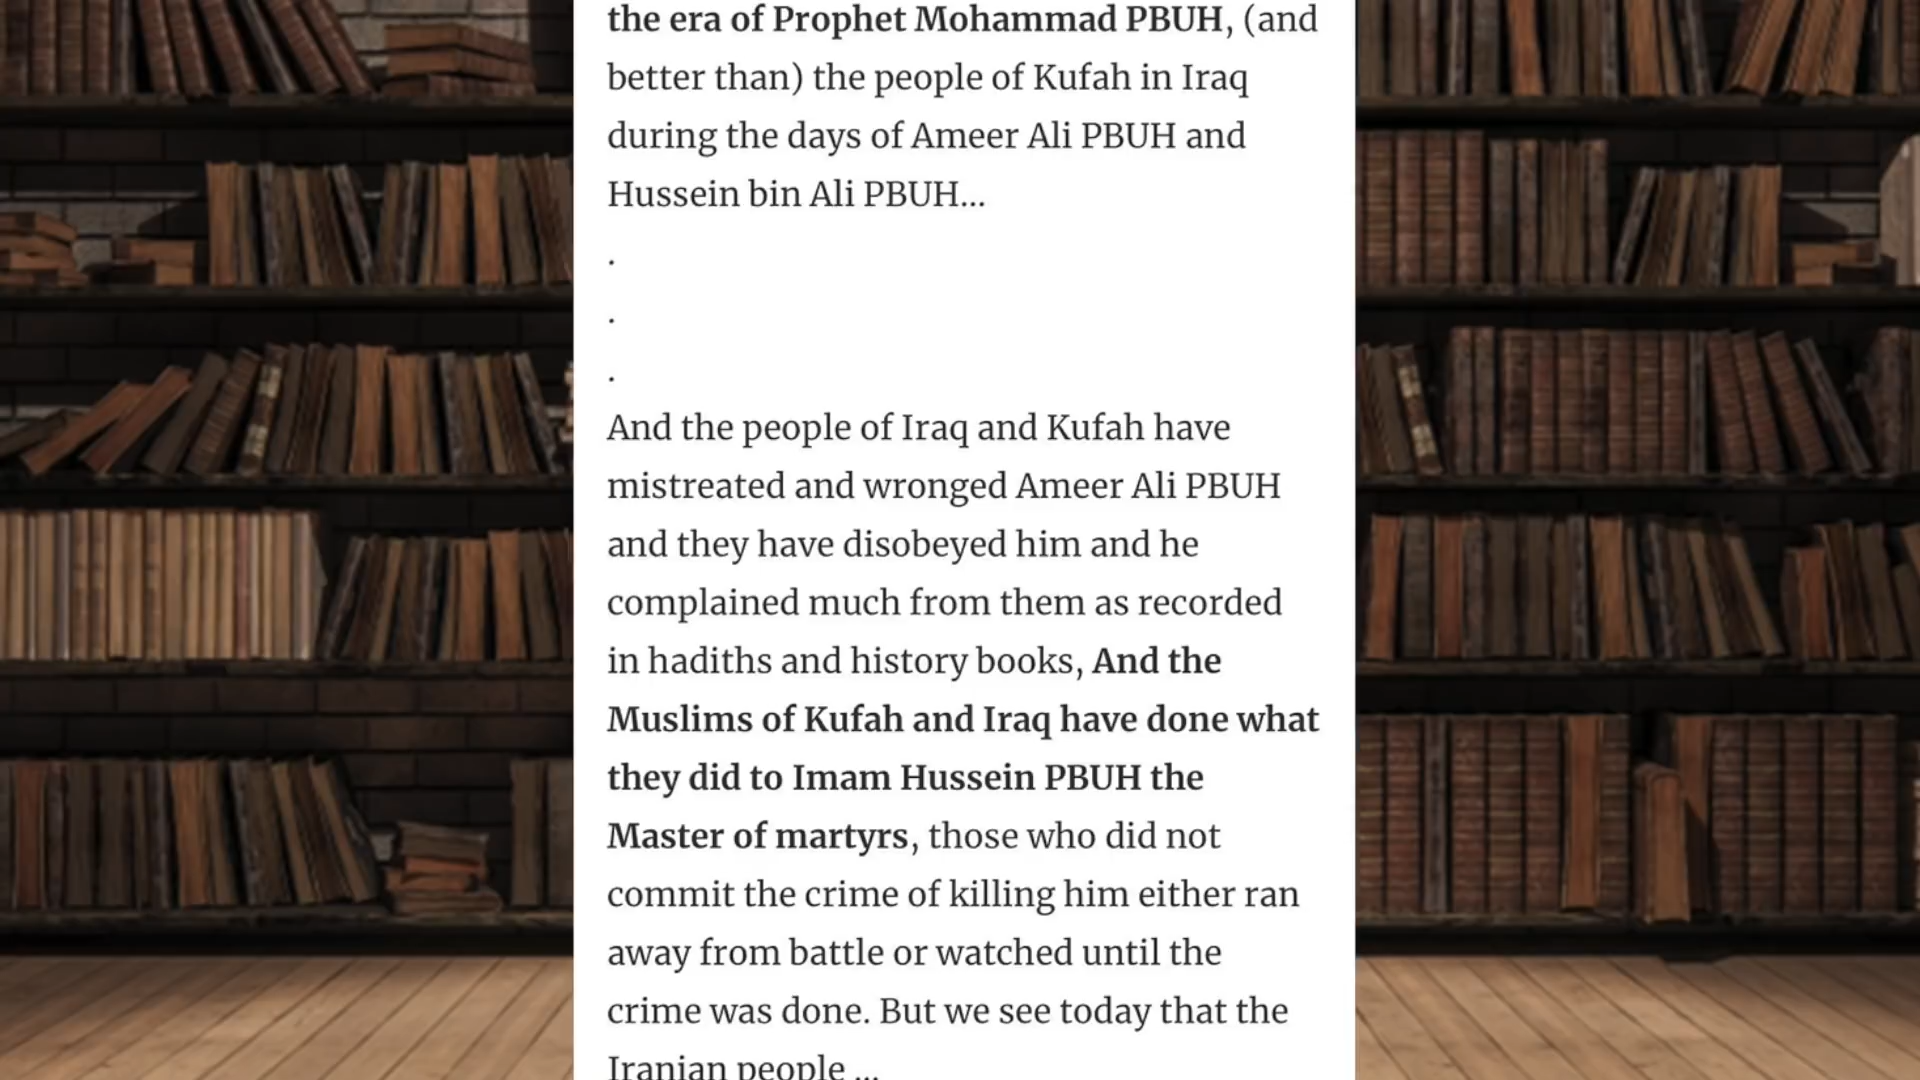 the era of Prophet Mohammad PBUH, (and
better than) the people of Kufah in Iraq
during the days of Ameer Ali PBUH and
Hussein bin Ali PBUH...
.
.
.
And the people of Iraq and Kufah have
mistreated and wronged Ameer Ali PBUH
and they have disobeyed him and he
complained much from them as recorded
in hadiths and history books, And the
Muslims of Kufah and Iraq have done what
they did to Imam Hussein PBUH the
Master of martyrs, those who did not
commit the crime of killing him either ran
away from battle or watched until the
crime was done. But we see today that the
Iranian people ...